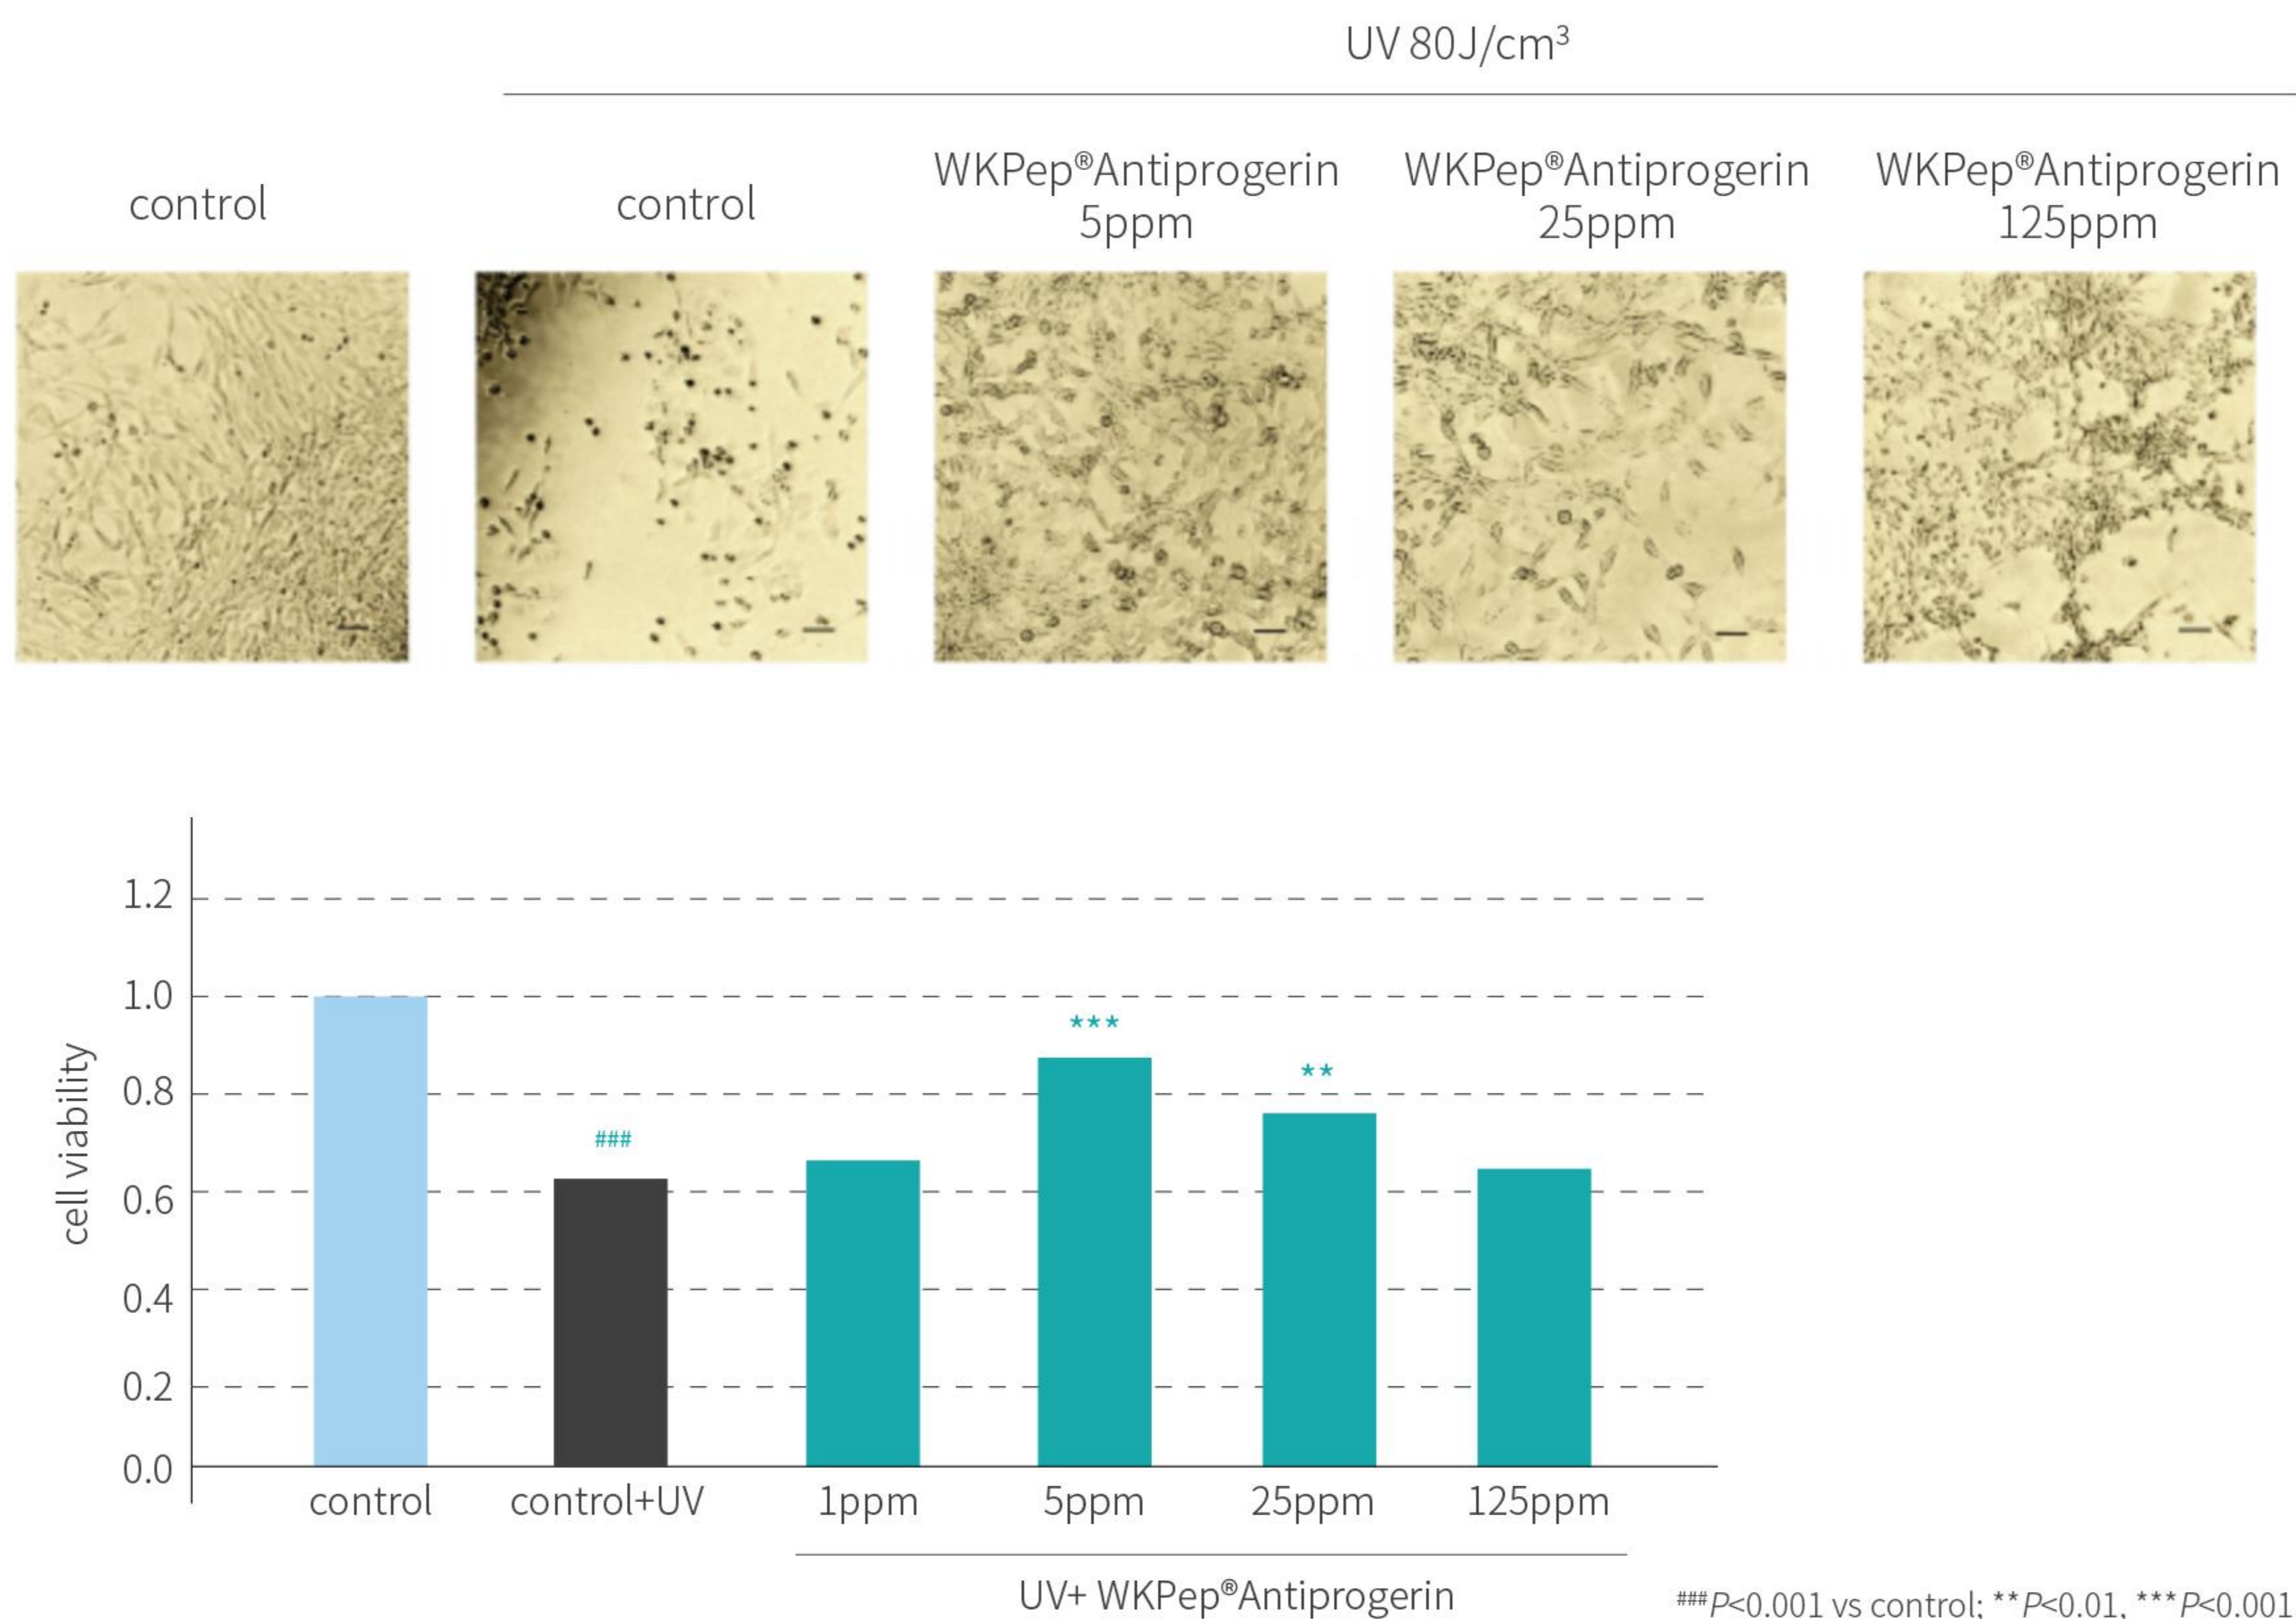 UV 80J/cm³
control
control
WKPep®Antiprogerin
5ppm
WKPep®Antiprogerin
25ppm
WKPep®Antiprogerin
125ppm
cell viability
1.2
1.0
0.8
0.6
0.4
0.2
0.0
###
***
**
control
control+UV
1ppm
5ppm
25ppm
125ppm
UV+ WKPep®Antiprogerin
###P<0.001 vs control; **P<0.01, ***P<0.001